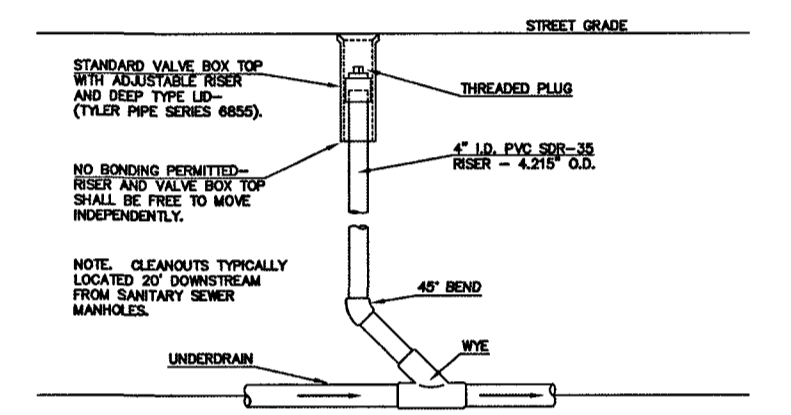 STREET GRADE
STANDARD VALVE BOX TOP
WITH ADJUSTABLE RISER
AND DEEP TYPE LID–
(TYLER PIPE SERIES 6855).
THREADED PLUG
4" I.D. PVC SDR-35
RISER – 4.215" O.D.
NO BONDING PERMITTED–
RISER AND VALVE BOX TOP
SHALL BE FREE TO MOVE
INDEPENDENTLY.
NOTE. CLEANOUTS TYPICALLY
LOCATED 20' DOWNSTREAM
FROM SANITARY SEWER
MANHOLES.
45° BEND
WYE
UNDERDRAIN